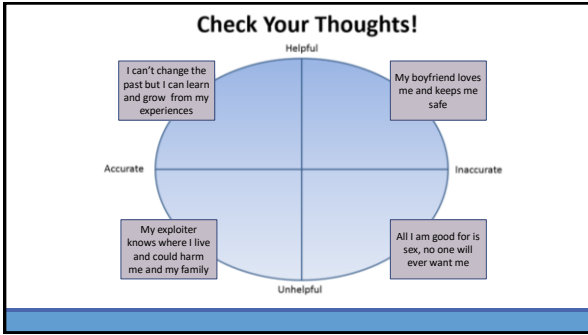 Check Your Thoughts!
Helpful
I can't change the
past but I can learn
and grow from my
experiences
My boyfriend loves
me and keeps me
safe
Accurate
Inaccurate
My exploiter
knows where I live
and could harm
me and my family
All I am good for is
sex, no one will
ever want me
Unhelpful